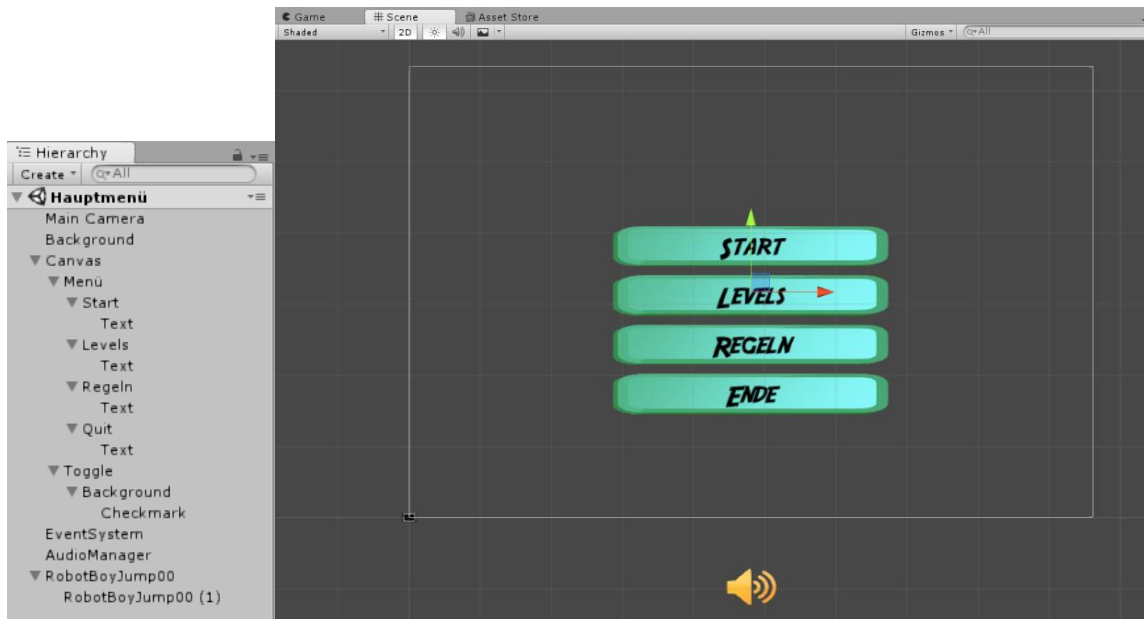 Game
Scene
Asset Store
Shaded
2D
Gizmos
All
Hierarchy
Create
All
Hauptmenü
Main Camera
Background
Canvas
Menü
Start
Text
Levels
Text
Regeln
Text
Quit
Text
Toggle
Background
Checkmark
EventSystem
AudioManager
RobotBoyJump00
RobotBoyJump00 (1)
START
LEVELS
REGELN
ENDE